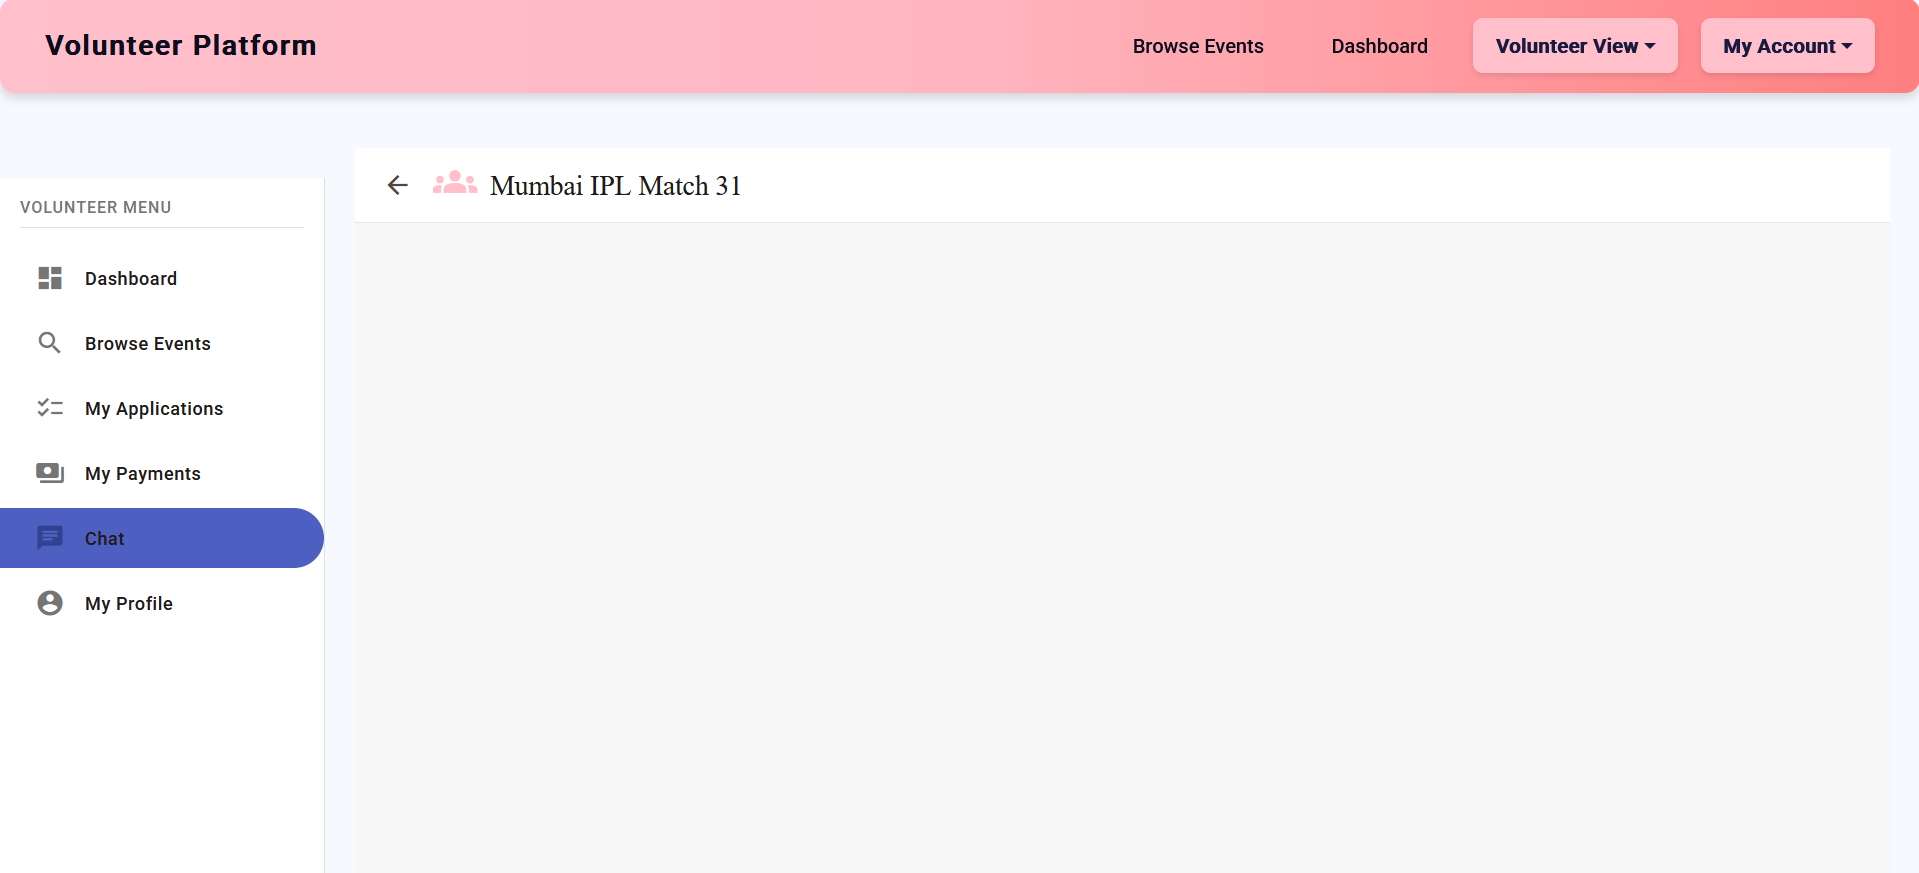 Volunteer Platform
Browse Events
Dashboard
Volunteer View
My Account
VOLUNTEER MENU
Dashboard
Browse Events
My Applications
My Payments
Chat
My Profile
Mumbai IPL Match 31